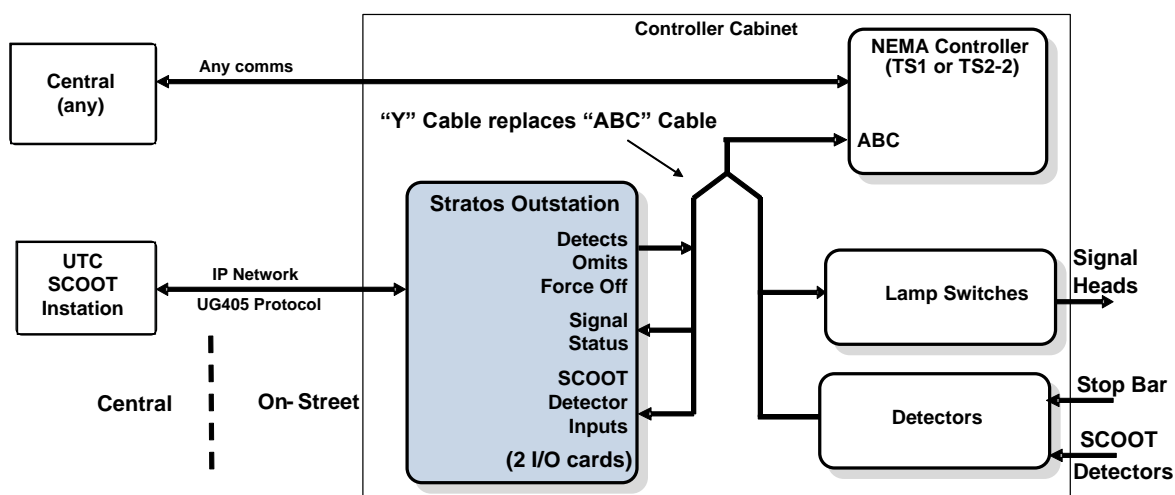 Controller Cabinet
Central
(any)
Any comms
NEMA Controller
(TS1 or TS2-2)
"Y" Cable replaces "ABC" Cable
ABC
Stratos Outstation
Detects
Omits
Force Off
Signal
Status
SCOOT
Detector
Inputs
(2 I/O cards)
UTC
SCOOT
Instation
IP Network
UG405 Protocol
Central
On- Street
Lamp Switches
Signal
Heads
Detectors
Stop Bar
SCOOT
Detectors